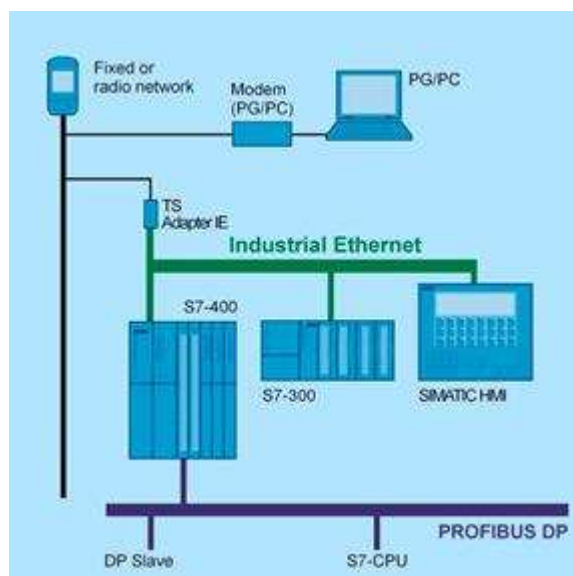 Fixed or
radio network
Modem
(PG/PC)
PG/PC
TS
Adapter IE
Industrial Ethernet
S7-400
S7-300
SIMATIC HMI
PROFIBUS DP
DP Slave
S7-CPU